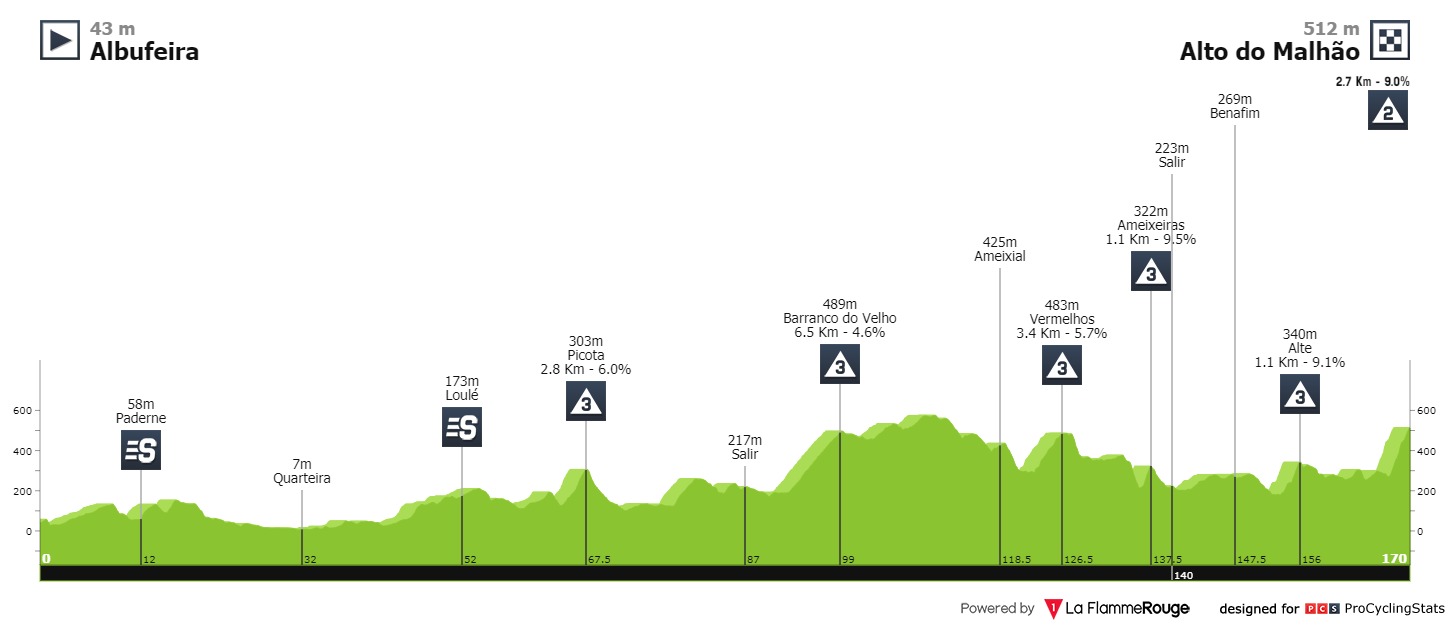 43 m
Albufeira
512 m
Alto do Malhão
2.7 Km - 9.0%
2
269m
Benafim
223m
Salir
322m
Ameixeiras
1.1 Km - 9.5%
3
425m
Ameixial
489m
Barranco do Velho
6.5 Km - 4.6%
3
483m
Vermelhos
3.4 Km - 5.7%
3
303m
Picota
2.8 Km - 6.0%
3
340m
Alte
1.1 Km - 9.1%
3
173m
Loulé
S
58m
Paderne
S
217m
Salir
7m
Quarteira
600
400
200
0
600
400
200
0
0
12
32
52
67.5
87
99
118.5
126.5
137.5
147.5
156
170
140
Powered by La FlammeRouge designed for PCS ProCyclingStats